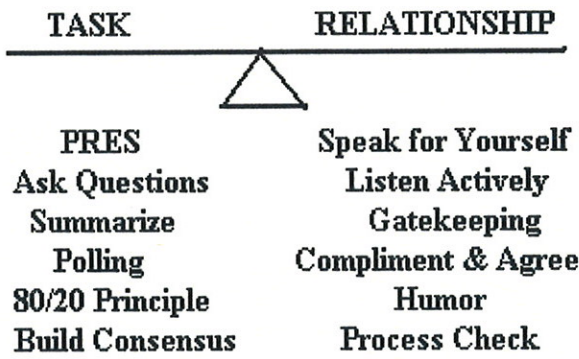 TASK RELATIONSHIP
PRES Speak for Yourself
Ask Questions Listen Actively
Summarize Gatekeeping
Polling Compliment & Agree
80/20 Principle Humor
Build Consensus Process Check